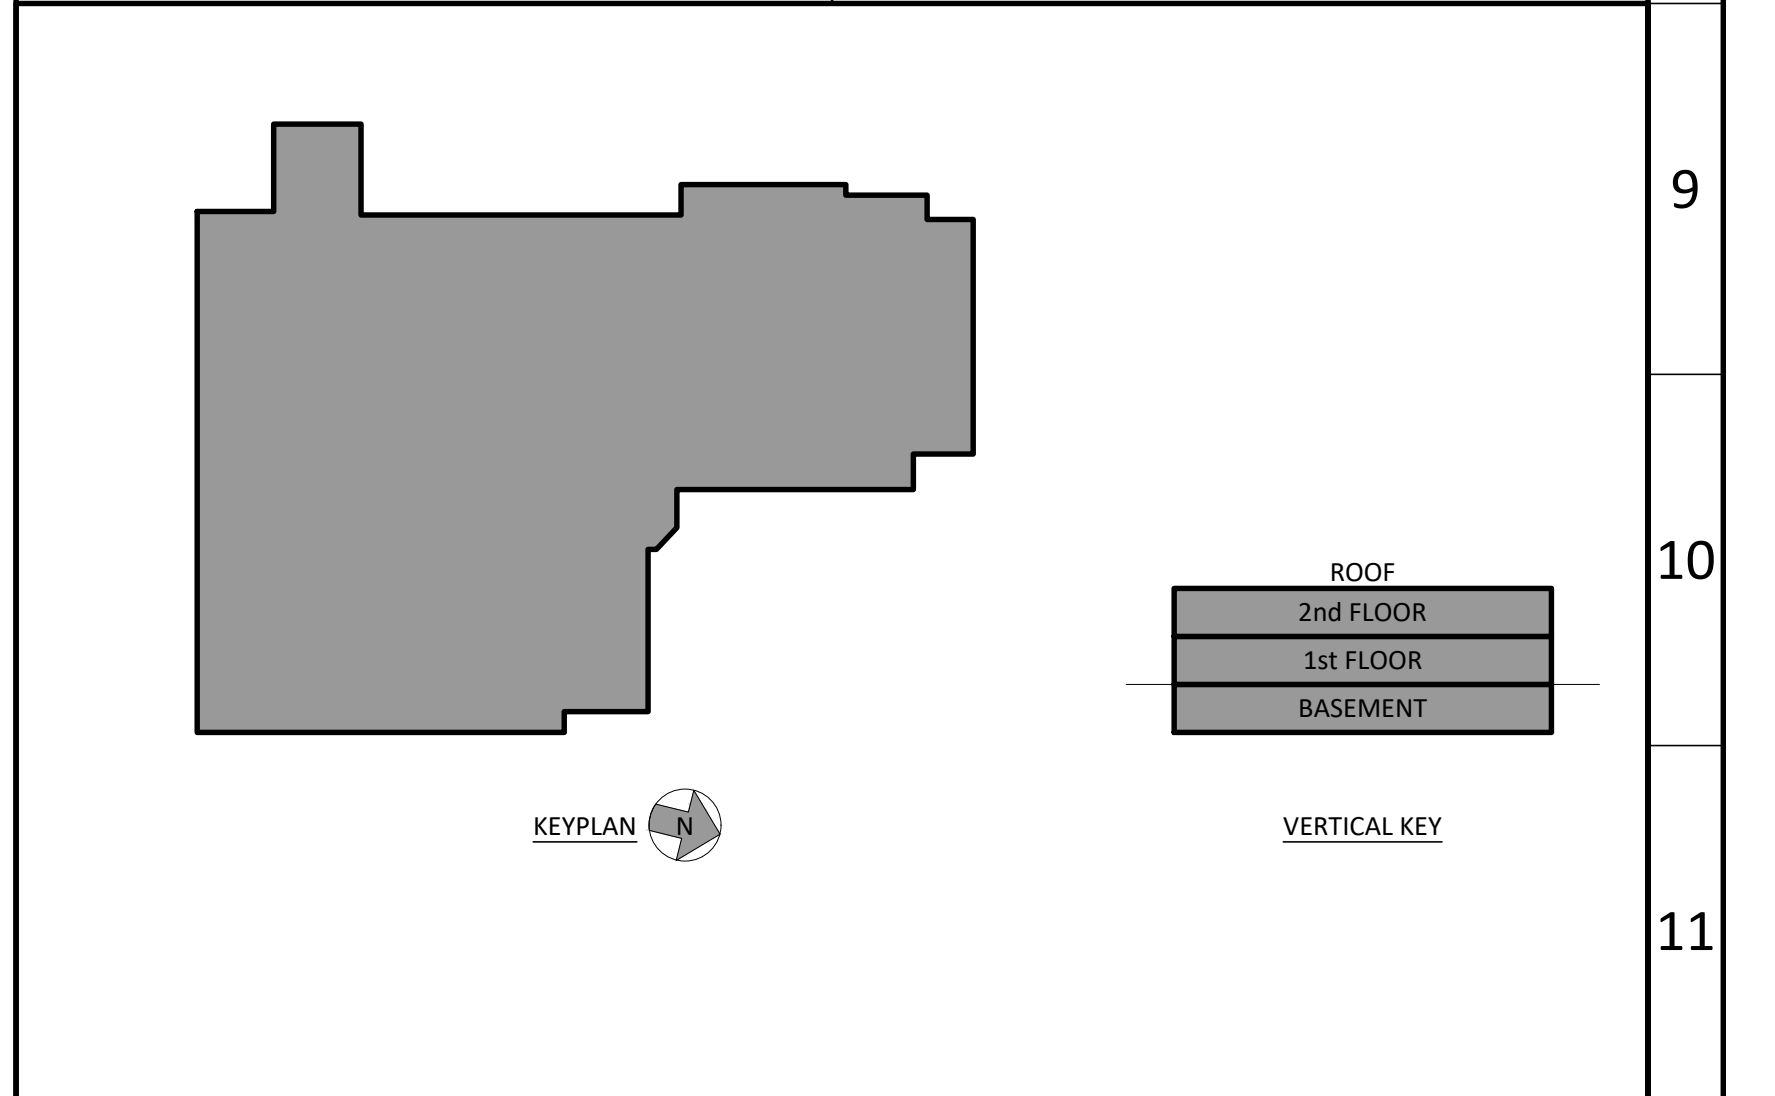 9
ROOF
2nd FLOOR
10
1st FLOOR
BASEMENT
KEYPLAN
N
VERTICAL KEY
11